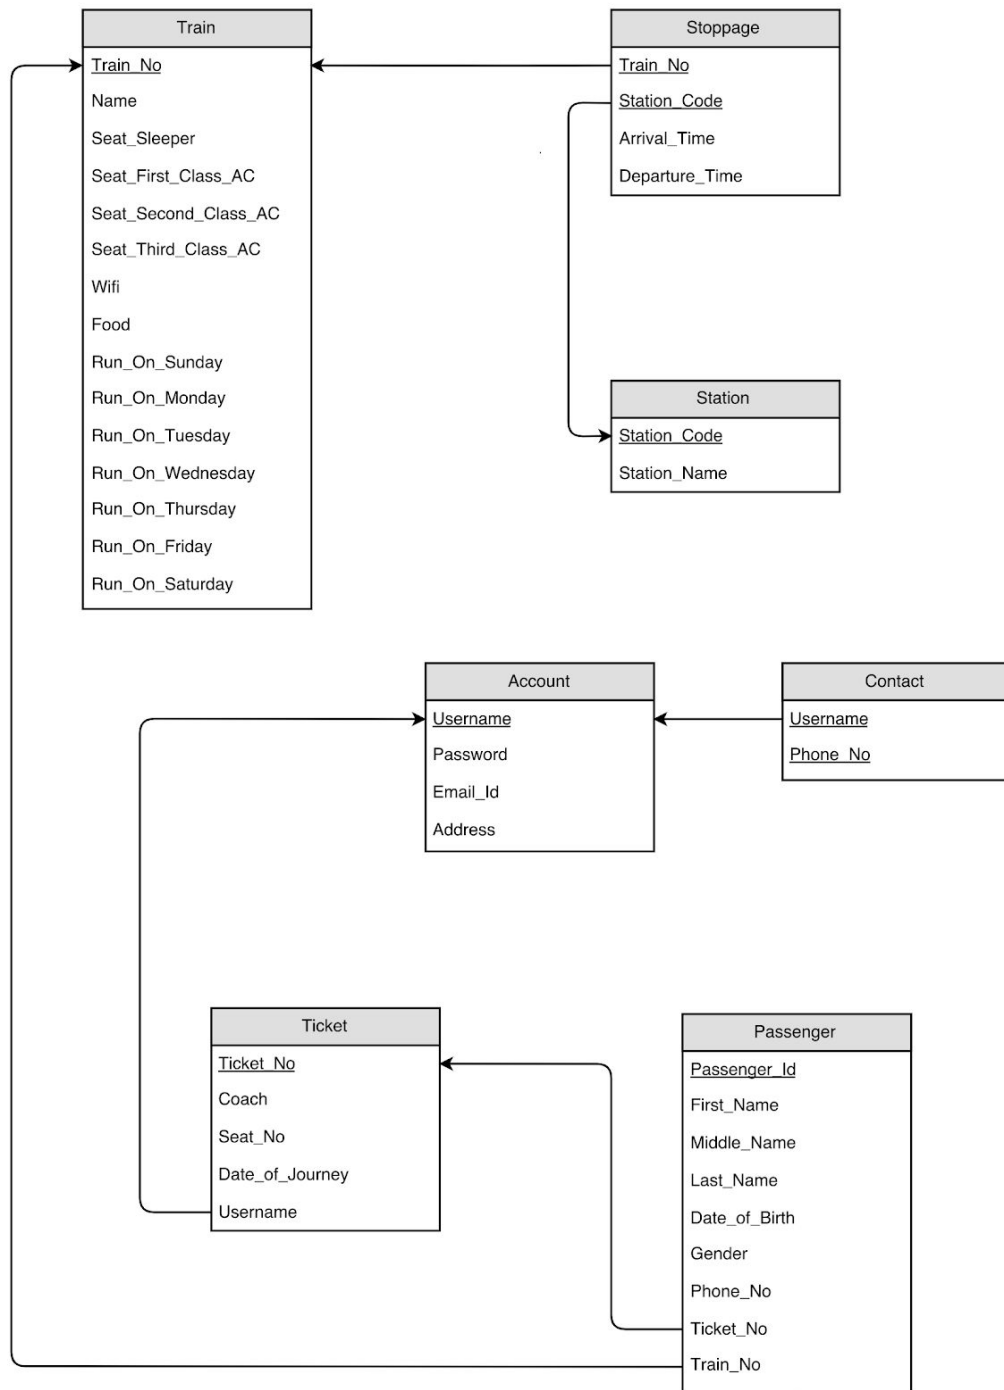 Train
Train_No
Name
Seat_Sleeper
Seat_First_Class_AC
Seat_Second_Class_AC
Seat_Third_Class_AC
Wifi
Food
Run_On_Sunday
Run_On_Monday
Run_On_Tuesday
Run_On_Wednesday
Run_On_Thursday
Run_On_Friday
Run_On_Saturday
Stoppage
Train_No
Station_Code
Arrival_Time
Departure_Time
Station
Station_Code
Station_Name
Account
Username
Password
Email_Id
Address
Contact
Username
Phone_No
Ticket
Ticket_No
Coach
Seat_No
Date_of_Journey
Username
Passenger
Passenger_Id
First_Name
Middle_Name
Last_Name
Date_of_Birth
Gender
Phone_No
Ticket_No
Train_No